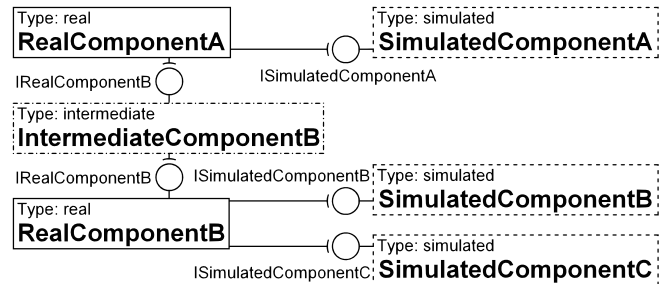 Type: real
RealComponentA
Type: simulated
SimulatedComponentA
IRealComponentB
ISimulatedComponentA
Type: intermediate
IntermediateComponentB
IRealComponentB
ISimulatedComponentB
Type: simulated
SimulatedComponentB
Type: real
RealComponentB
Type: simulated
SimulatedComponentC
ISimulatedComponentC